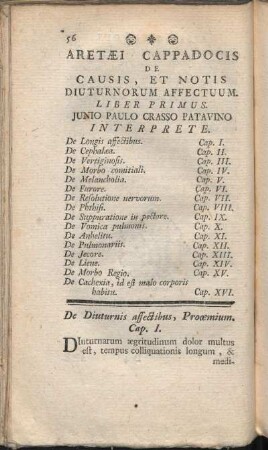 56
ARETÆI CAPPADOCIS
DE
CAUSIS, ET NOTIS
DIUTURNORUM AFFECTUUM.
LIBER PRIMUS.
JUNIO PAULO CRASSO PATAVINO
INTERPRETE.
De Longis affectibus. Cap. I.
De Cephalæa. Cap. II.
De Vertiginosis. Cap. III.
De Morbo comitiali. Cap. IV.
De Melancholia. Cap. V.
De Furore. Cap. VI.
De Resolutione nervorum. Cap. VII.
De Phthisi. Cap. VIII.
De Suppuratione in pectore. Cap. IX.
De Vomica pulmonis. Cap. X.
De Anhelitu. Cap. XI.
De Pulmonariis. Cap. XII.
De Jecore. Cap. XIII.
De Liene. Cap. XIV.
De Morbo Regio. Cap. XV.
De Cachexia, id est malo corporis
habitu. Cap. XVI.
De Diuturnis affectibus, Proœmium.
Cap. I.
DIuturnarum ægritudinum dolor multus
est, tempus colliquationis longum, &
medi-